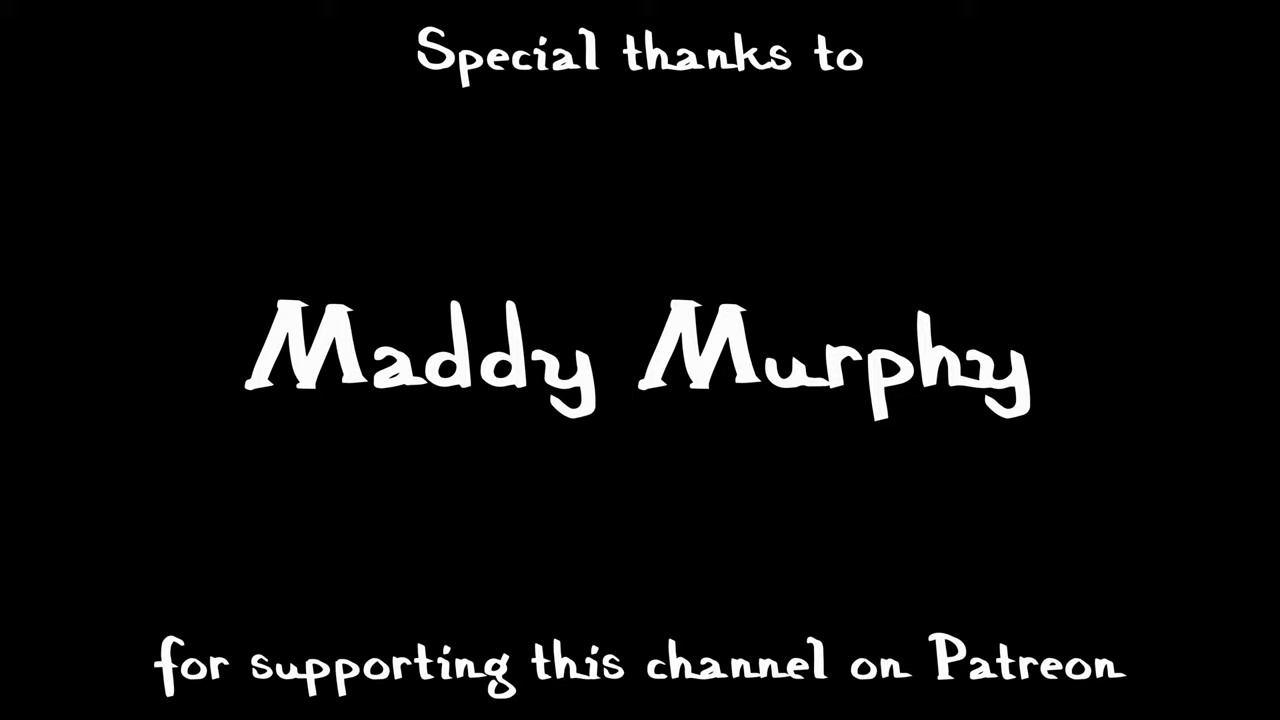 Special thanks to
Maddy Murphy
for supporting this channel on Patreon